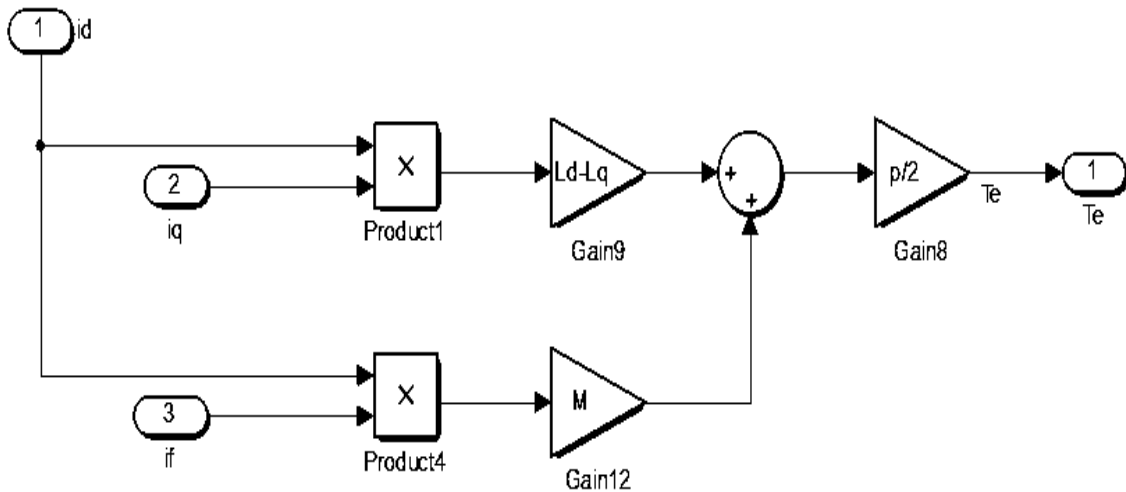 1
id
2
iq
X
Product1
Ld-Lq
Gain9
+
+
p/2
Gain8
Te
1
Te
3
if
X
Product4
M
Gain12